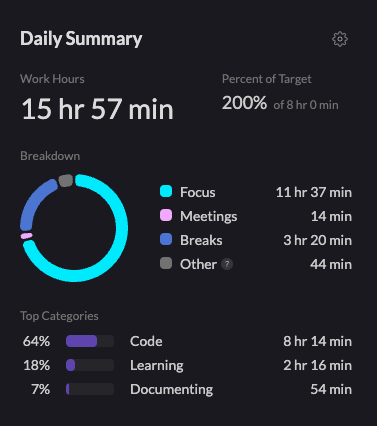 Daily Summary
Work Hours
Percent of Target
15 hr 57 min
200% of 8 hr 0 min
Breakdown
Focus 11 hr 37 min
Meetings 14 min
Breaks 3 hr 20 min
Other ? 44 min
Top Categories
64% Code 8 hr 14 min
18% Learning 2 hr 16 min
7% Documenting 54 min